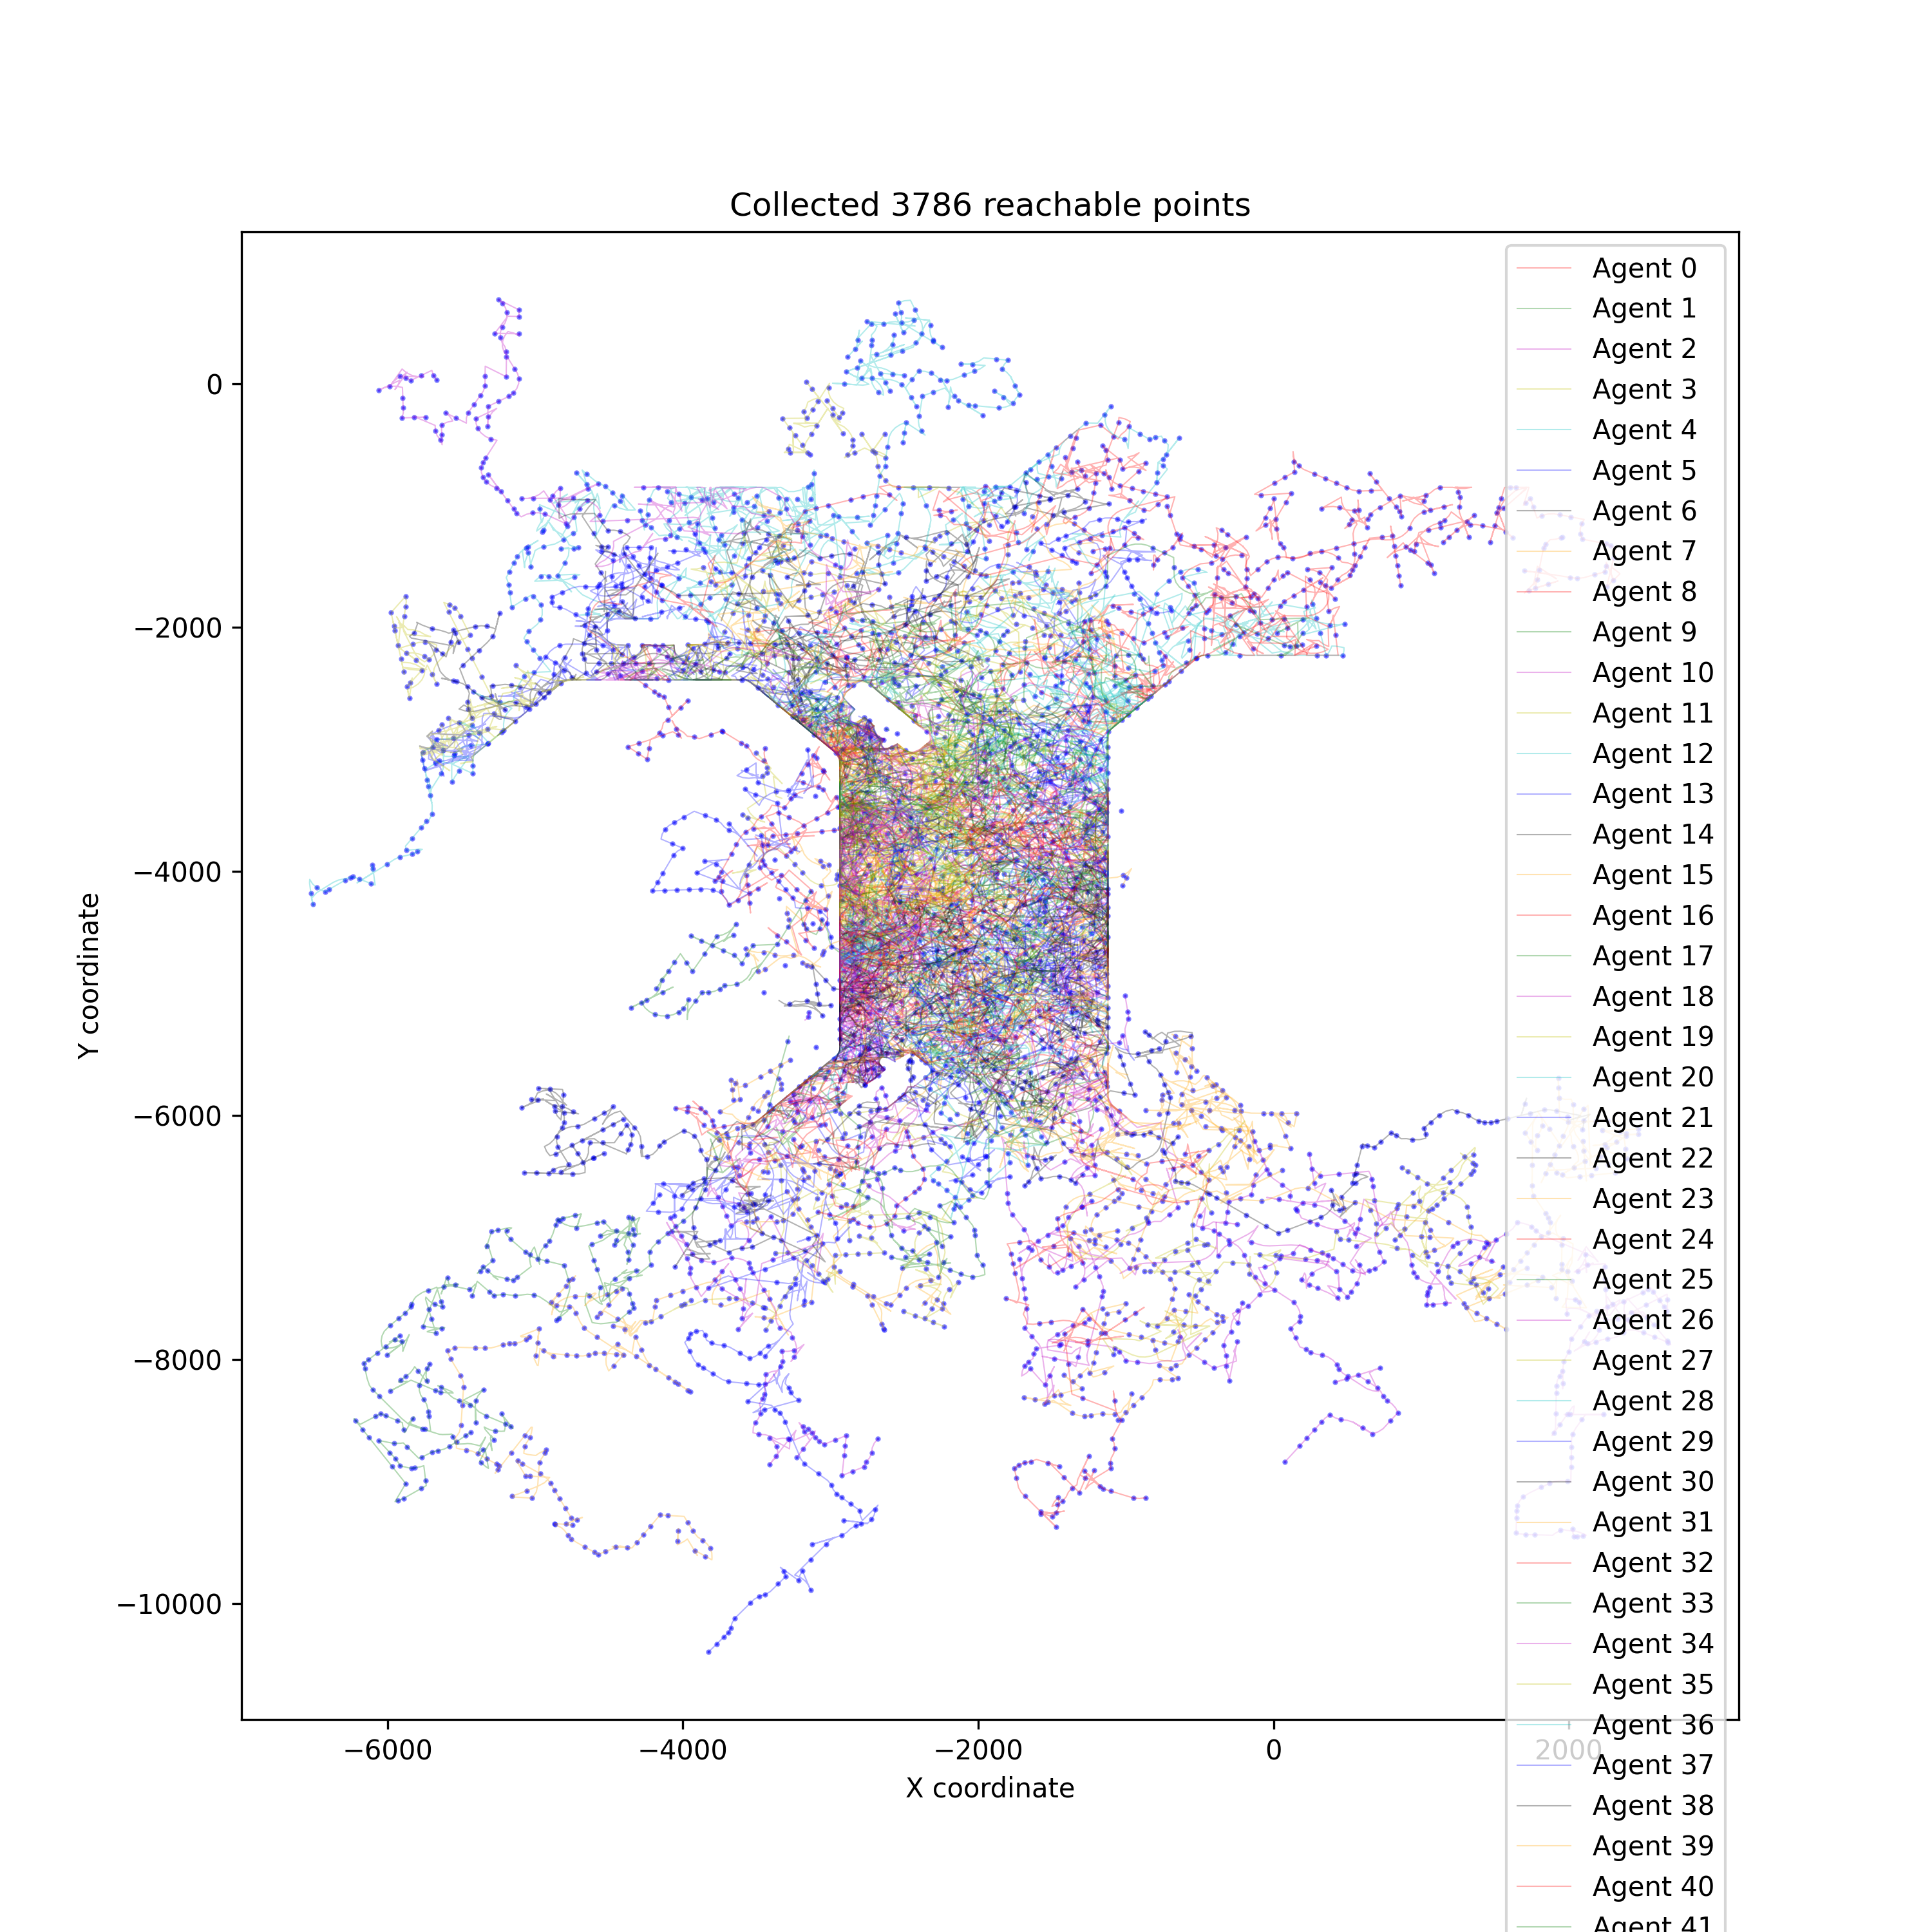 Collected 3786 reachable points
Agent 0
Agent 1
Agent 2
Agent 3
Agent 4
Agent 5
Agent 6
Agent 7
Agent 8
Agent 9
Agent 10
Agent 11
Agent 12
Agent 13
Agent 14
Agent 15
Agent 16
Agent 17
Agent 18
Agent 19
Agent 20
Agent 21
Agent 22
Agent 23
Agent 24
Agent 25
Agent 26
Agent 27
Agent 28
Agent 29
Agent 30
Agent 31
Agent 32
Agent 33
Agent 34
Agent 35
Agent 36
Agent 37
Agent 38
Agent 39
Agent 40
Agent 41
0
−2000
−4000
−6000
−8000
−10000
Y coordinate
−6000
−4000
−2000
0
2000
X coordinate